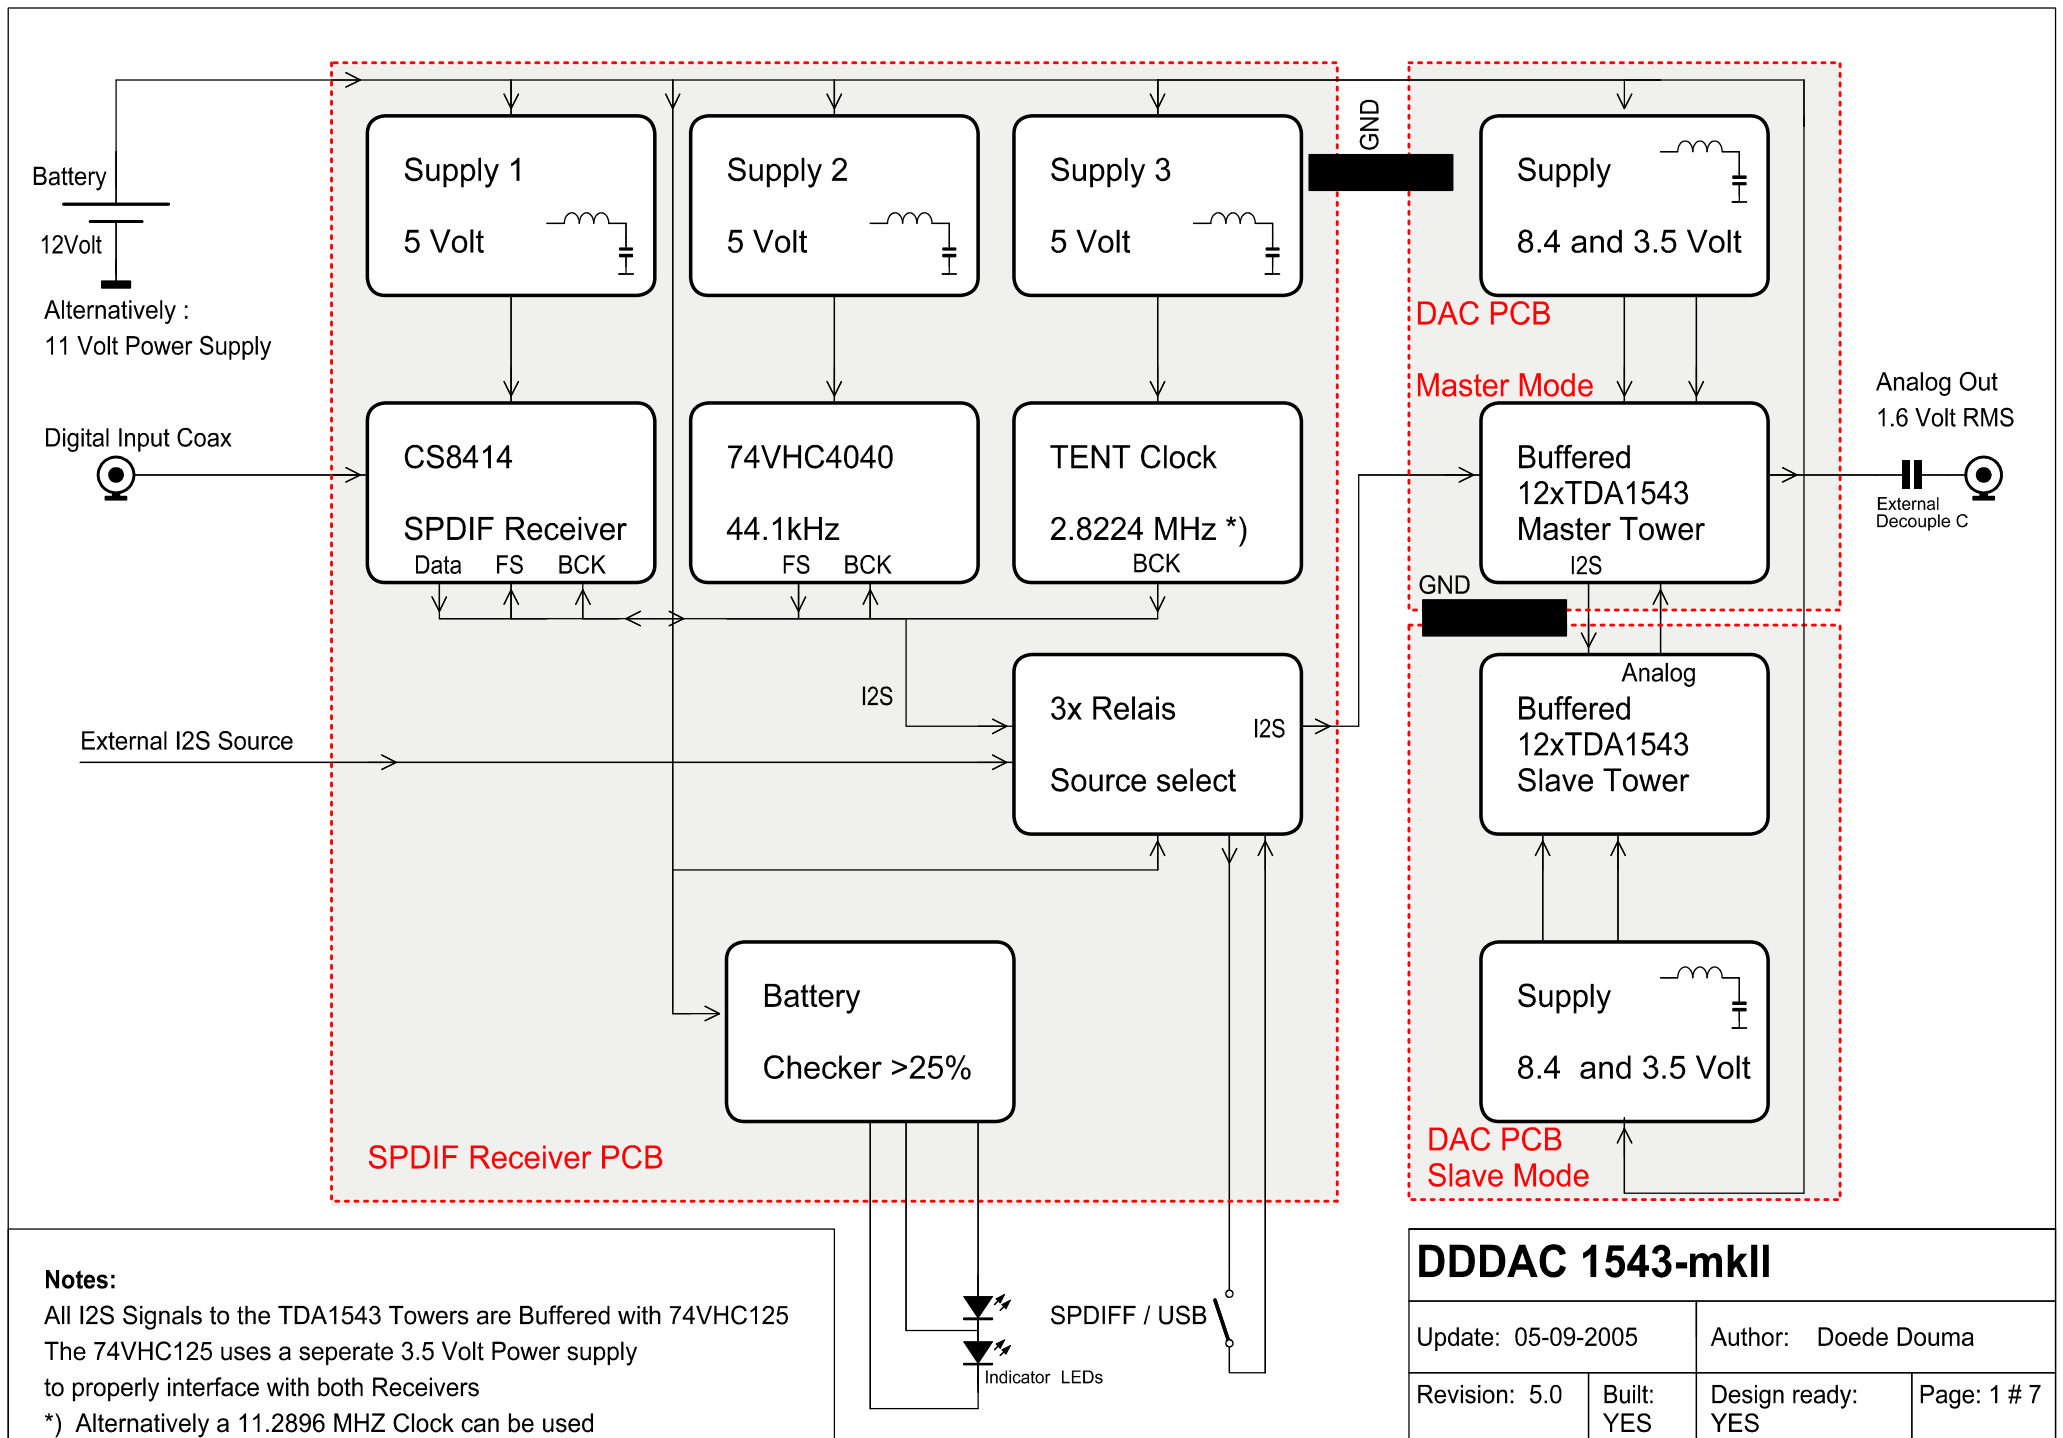 Battery
12Volt
Alternatively :
11 Volt Power Supply
Supply 1
5 Volt
Supply 2
5 Volt
Supply 3
5 Volt
GND
Supply
8.4 and 3.5 Volt
DAC PCB
Master Mode
Digital Input Coax
CS8414
SPDIF Receiver
Data FS BCK
74VHC4040
44.1kHz
FS BCK
TENT Clock
2.8224 MHz *)
BCK
Buffered
12xTDA1543
Master Tower
I2S
Analog Out
1.6 Volt RMS
External
Decouple C
GND
I2S
External I2S Source
3x Relais
I2S
Source select
Analog
Buffered
12xTDA1543
Slave Tower
Battery
Checker >25%
Supply
8.4 and 3.5 Volt
SPDIF Receiver PCB
DAC PCB
Slave Mode
Notes:
All I2S Signals to the TDA1543 Towers are Buffered with 74VHC125
The 74VHC125 uses a seperate 3.5 Volt Power supply
to properly interface with both Receivers
*) Alternatively a 11.2896 MHZ Clock can be used
Indicator LEDs
SPDIFF / USB
DDDAC 1543-mkII
Update: 05-09-2005
Author: Doede Douma
Revision: 5.0
Built:
YES
Design ready:
YES
Page: 1 # 7